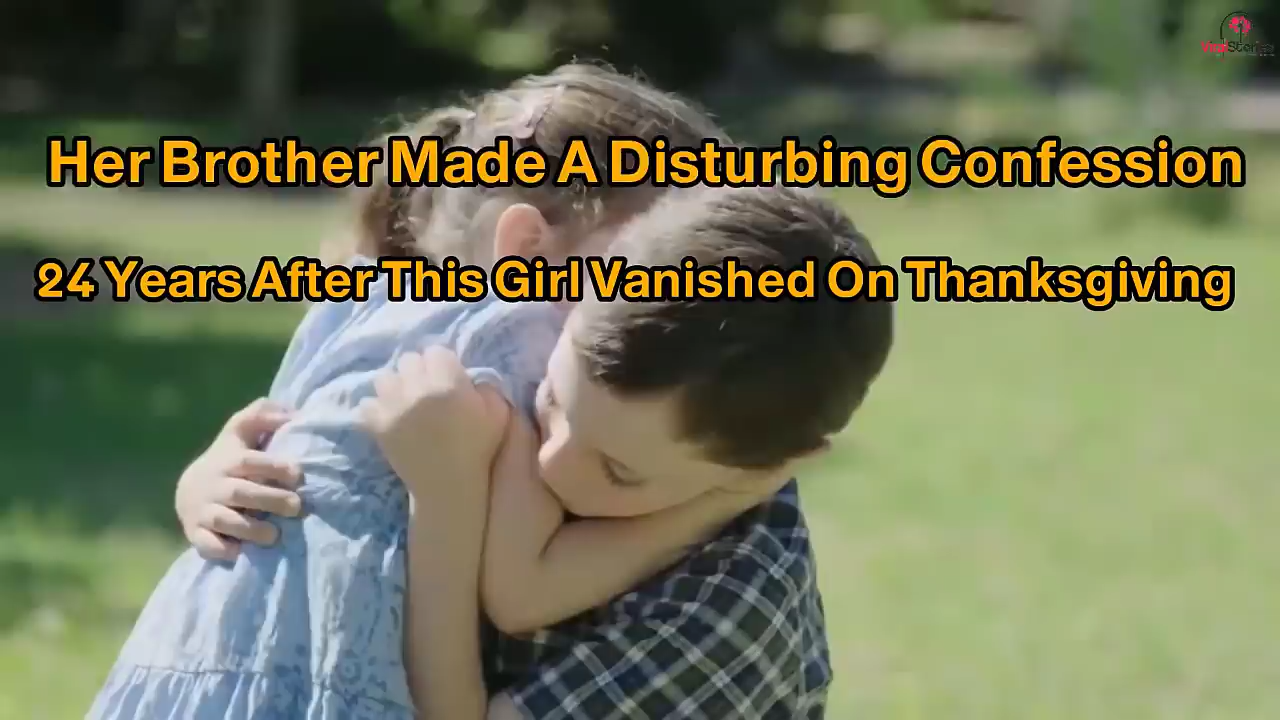 Her Brother Made A Disturbing Confession
24 Years After This Girl Vanished On Thanksgiving